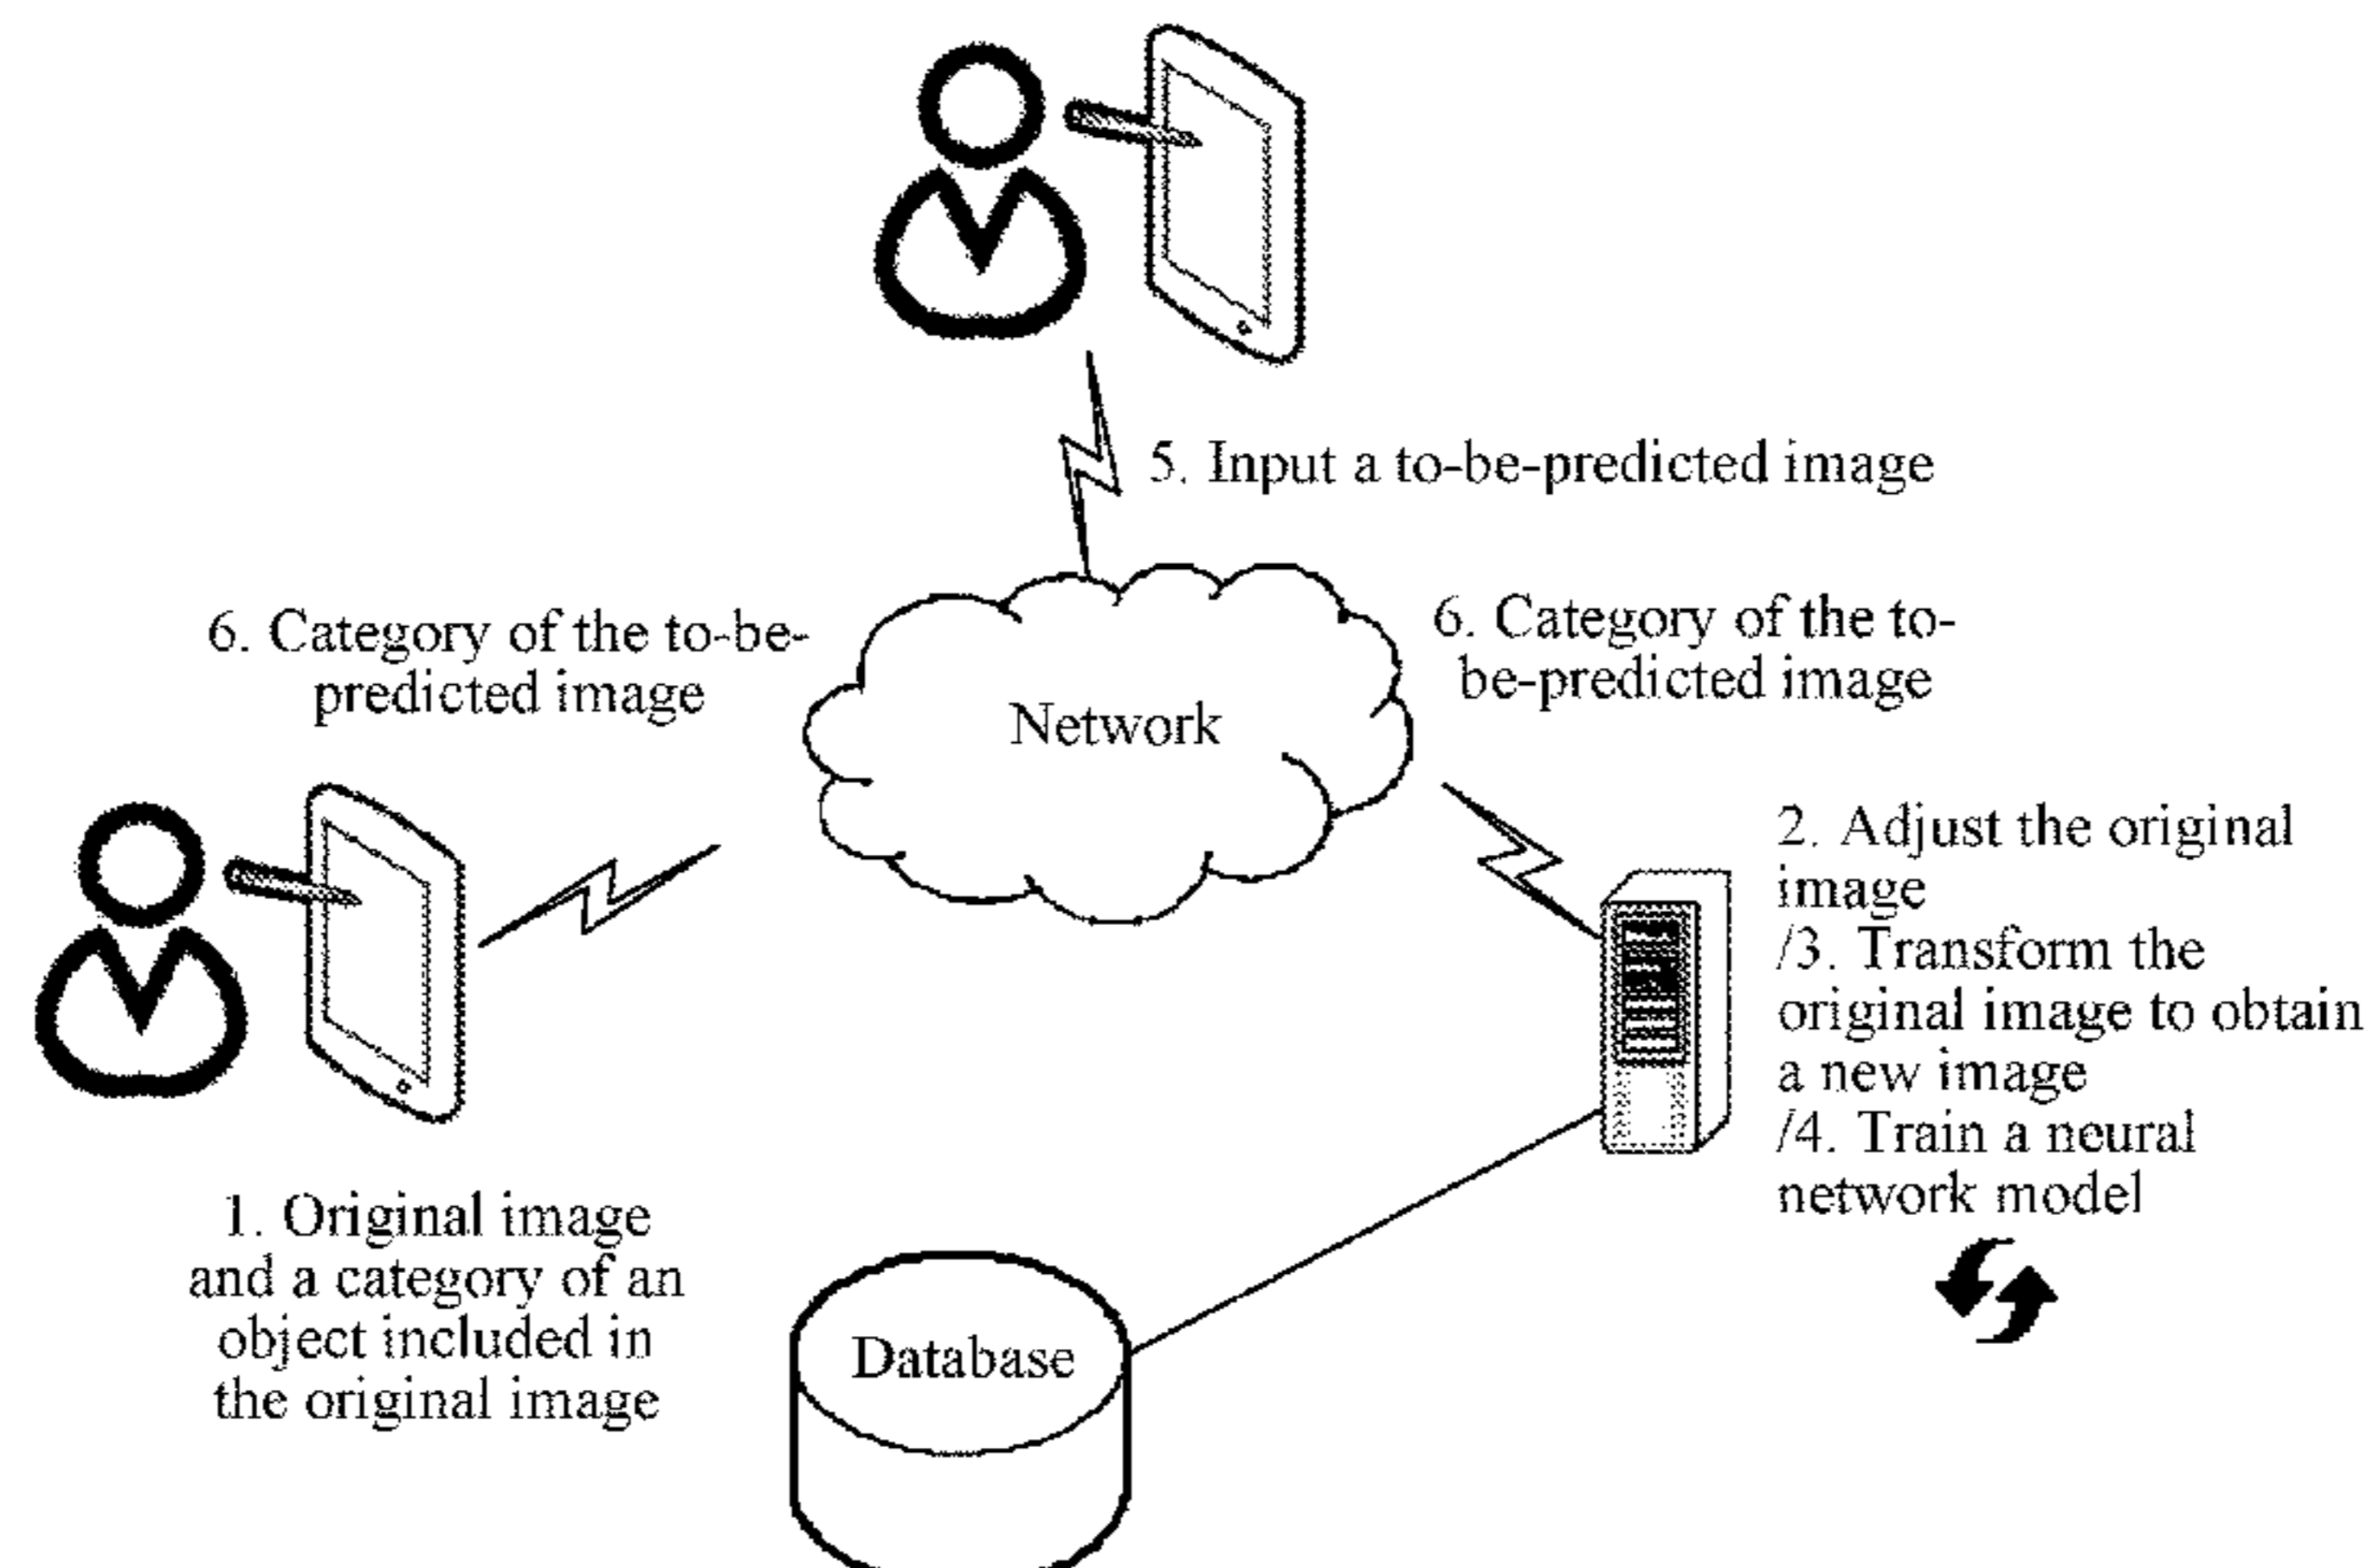 5. Input a to-be-predicted image
6. Category of the to-be-
predicted image
6. Category of the to-
be-predicted image
Network
2. Adjust the original
image
/3. Transform the
original image to obtain
a new image
/4. Train a neural
network model
1. Original image
and a category of an
object included in
the original image
Database